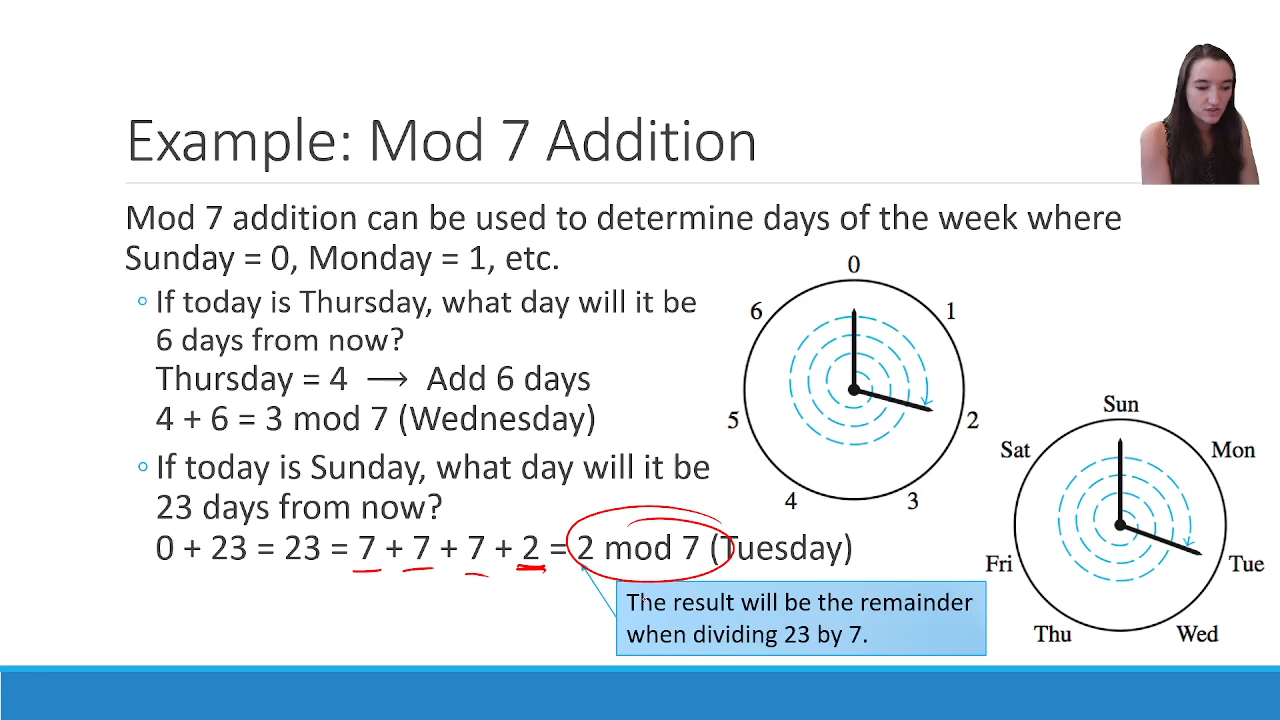 Example: Mod 7 Addition
Mod 7 addition can be used to determine days of the week where
Sunday = 0, Monday = 1, etc.
◦ If today is Thursday, what day will it be
6 days from now?
Thursday = 4 ⟶ Add 6 days
4 + 6 = 3 mod 7 (Wednesday)
◦ If today is Sunday, what day will it be
23 days from now?
0 + 23 = 23 = 7 + 7 + 7 + 2 = 2 mod 7 (Tuesday)
The result will be the remainder
when dividing 23 by 7.
0
1
2
3
4
5
6
Sun
Mon
Tue
Wed
Thu
Fri
Sat